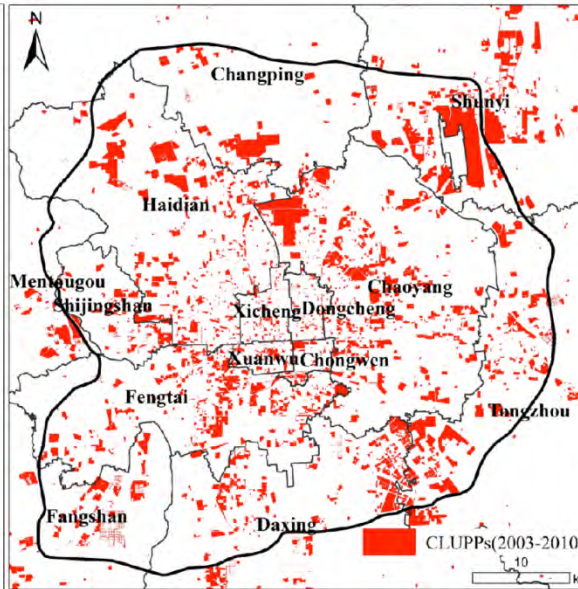 N
Changping
Shunyi
Haidian
Mentougou
Chaoyang
Shijingshan
Xicheng Dongcheng
Xuanwu Chongwen
Fengtai
Tongzhou
Fangshan
Daxing
CLUPPs(2003-2010
10
k